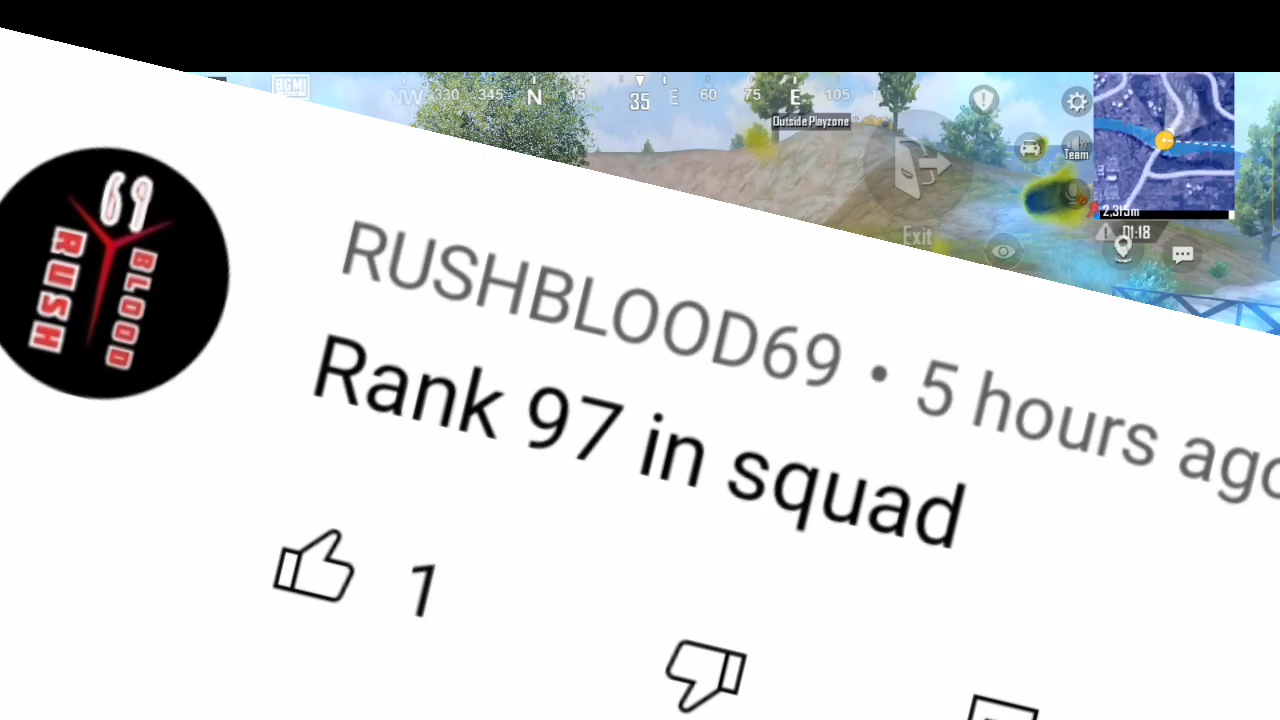 BGMI
NW 330 345 N 15 35 E 60 75 E 105
Outside Playzone
Team
2,315m
01:18
Exit
69
RUSH
BLOOD
RUSHBLOOD69 • 5 hours ago
Rank 97 in squad
1